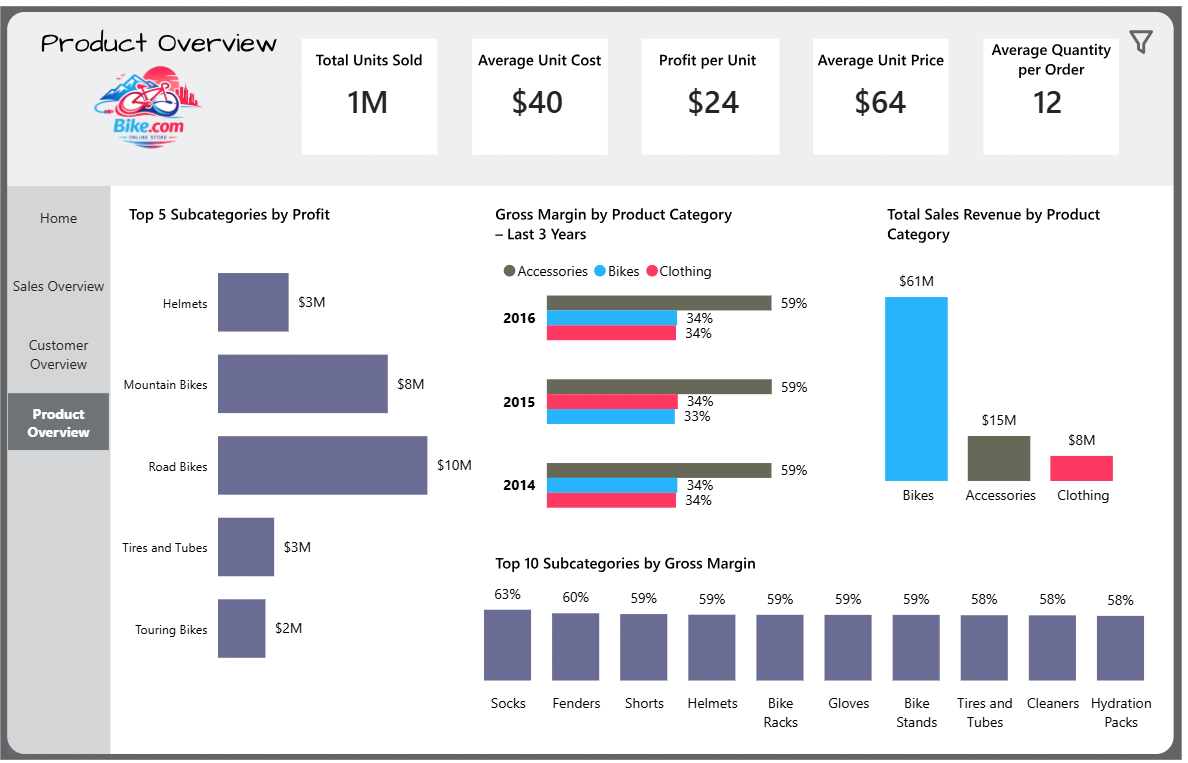 Product Overview
Bike.com
ONLINE STORE
Total Units Sold
1M
Average Unit Cost
$40
Profit per Unit
$24
Average Unit Price
$64
Average Quantity
per Order
12
Home
Sales Overview
Customer
Overview
Product
Overview
Top 5 Subcategories by Profit
Helmets
$3M
Mountain Bikes
$8M
Road Bikes
$10M
Tires and Tubes
$3M
Touring Bikes
$2M
Gross Margin by Product Category
– Last 3 Years
Accessories Bikes Clothing
2016
59%
34%
34%
2015
59%
34%
33%
2014
59%
34%
34%
Total Sales Revenue by Product
Category
$61M
$15M
$8M
Bikes
Accessories
Clothing
Top 10 Subcategories by Gross Margin
63%
60%
59%
59%
59%
59%
59%
58%
58%
58%
Socks
Fenders
Shorts
Helmets
Bike
Racks
Gloves
Bike
Stands
Tires and
Tubes
Cleaners
Hydration
Packs